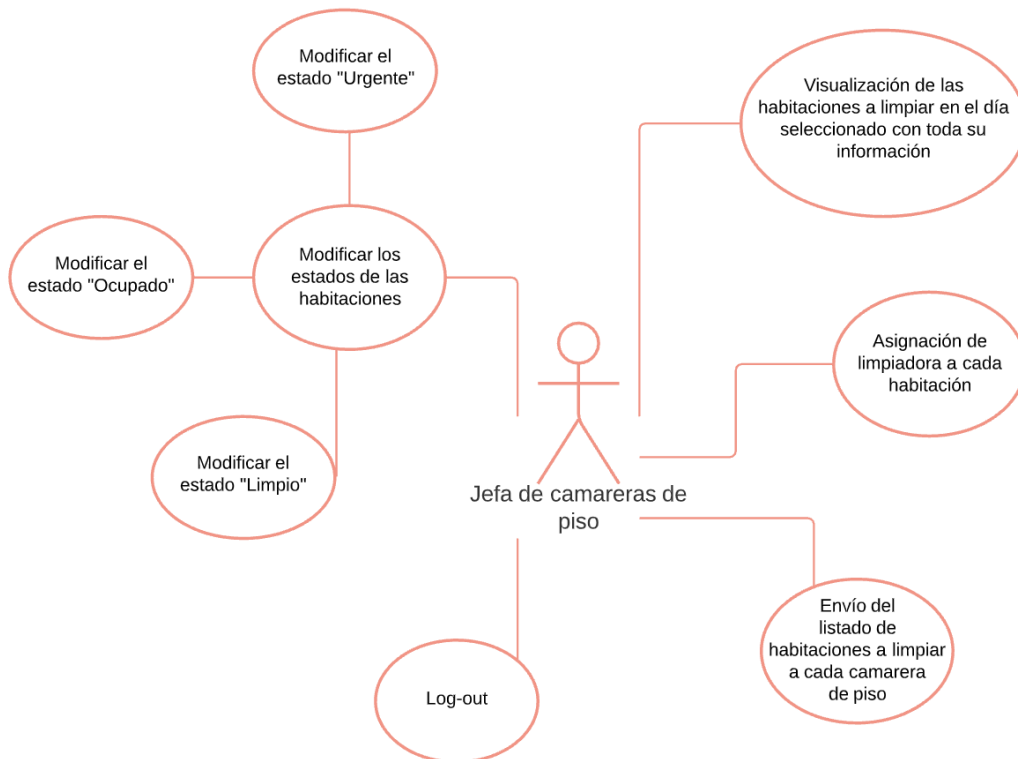 Modificar el
estado "Urgente"
Visualización de las
habitaciones a limpiar en el día
seleccionado con toda su
información
Modificar el
estado "Ocupado"
Modificar los
estados de las
habitaciones
Asignación de
limpiadora a cada
habitación
Modificar el
estado "Limpio"
Jefa de camareras de
piso
Envío del
listado de
habitaciones a limpiar
a cada camarera
de piso
Log-out